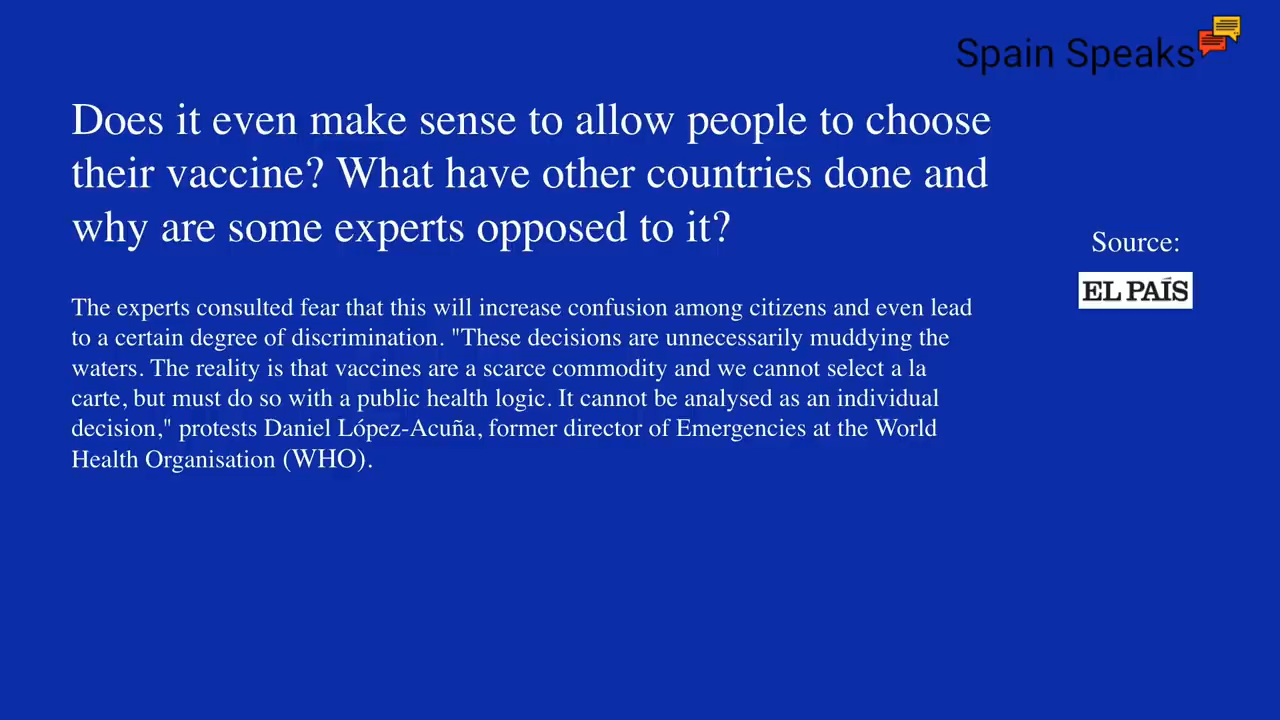 Spain Speaks
Does it even make sense to allow people to choose
their vaccine? What have other countries done and
why are some experts opposed to it?
Source:
EL PAÍS
The experts consulted fear that this will increase confusion among citizens and even lead
to a certain degree of discrimination. "These decisions are unnecessarily muddying the
waters. The reality is that vaccines are a scarce commodity and we cannot select a la
carte, but must do so with a public health logic. It cannot be analysed as an individual
decision," protests Daniel López-Acuña, former director of Emergencies at the World
Health Organisation (WHO).